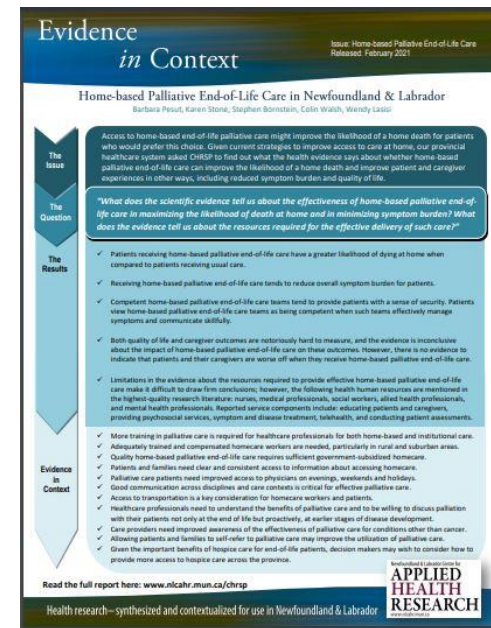 Evidence
in Context
Issue: Home-based Palliative End-of-Life Care
Released: February 2021
Home-based Palliative End-of-Life Care in Newfoundland & Labrador
Barbara Pesut, Karen Stone, Stephen Bornstein, Colin Walsh, Wendy Lasisi
The
Issue
Access to home-based end-of-life palliative care might improve the likelihood of a home death for patients
who would prefer this choice. Given current strategies to improve access to care at home, our provincial
healthcare system asked CHRSP to find out what the health evidence says about whether home-based
palliative end-of-life care can improve the likelihood of a home death and improve patient and caregiver
experiences in other ways, including reduced symptom burden and quality of life.
The
Question
"What does the scientific evidence tell us about the effectiveness of home-based palliative end-of-
life care in maximizing the likelihood of death at home and in minimizing symptom burden? What
does the evidence tell us about the resources required for the effective delivery of such care?"
The
Results
✓ Patients receiving home-based palliative end-of-life care have a greater likelihood of dying at home when
compared to patients receiving usual care.
✓ Receiving home-based palliative end-of-life care tends to reduce overall symptom burden for patients.
✓ Competent home-based palliative end-of-life care teams tend to provide patients with a sense of security. Patients
view home-based palliative end-of-life care teams as being competent when such teams effectively manage
symptoms and communicate skillfully.
✓ Both quality of life and caregiver outcomes are notoriously hard to measure, and the evidence is inconclusive
about the impact of home-based palliative end-of-life care on these outcomes. However, there is no evidence to
indicate that patients and their caregivers are worse off when they receive home-based palliative end-of-life care.
✓ Limitations in the evidence about the resources required to provide effective home-based palliative end-of-life
care make it difficult to draw firm conclusions; however, the following health human resources are mentioned in
the highest-quality research literature: nurses, medical professionals, social workers, allied health professionals,
and mental health professionals. Reported service components include: educating patients and caregivers,
providing psychosocial services, symptom and disease treatment, telehealth, and conducting patient assessments.
Evidence
in
Context
✓ More training in palliative care is required for healthcare professionals for both home-based and institutional care.
✓ Adequately trained and compensated homecare workers are needed, particularly in rural and suburban areas.
✓ Quality home-based palliative end-of-life care requires sufficient government-subsidized homecare.
✓ Patients and families need clear and consistent access to information about accessing homecare.
✓ Palliative care patients need improved access to physicians on evenings, weekends and holidays.
✓ Good communication across disciplines and care contexts is critical for effective palliative care.
✓ Access to transportation is a key consideration for homecare workers and patients.
✓ Healthcare professionals need to understand the benefits of palliative care and to be willing to discuss palliation
with their patients not only at the end of life but proactively, at earlier stages of disease development.
✓ Care providers need improved awareness of the effectiveness of palliative care for conditions other than cancer.
✓ Allowing patients and families to self-refer to palliative care may improve the utilization of palliative care.
✓ Given the important benefits of hospice care for end-of-life patients, decision makers may wish to consider how to
provide more access to hospice care across the province.
Read the full report here: www.nlcahr.mun.ca/chrsp
Newfoundland & Labrador Centre for
APPLIED
HEALTH
RESEARCH
www.nlcahr.mun.ca
Health research—synthesized and contextualized for use in Newfoundland & Labrador